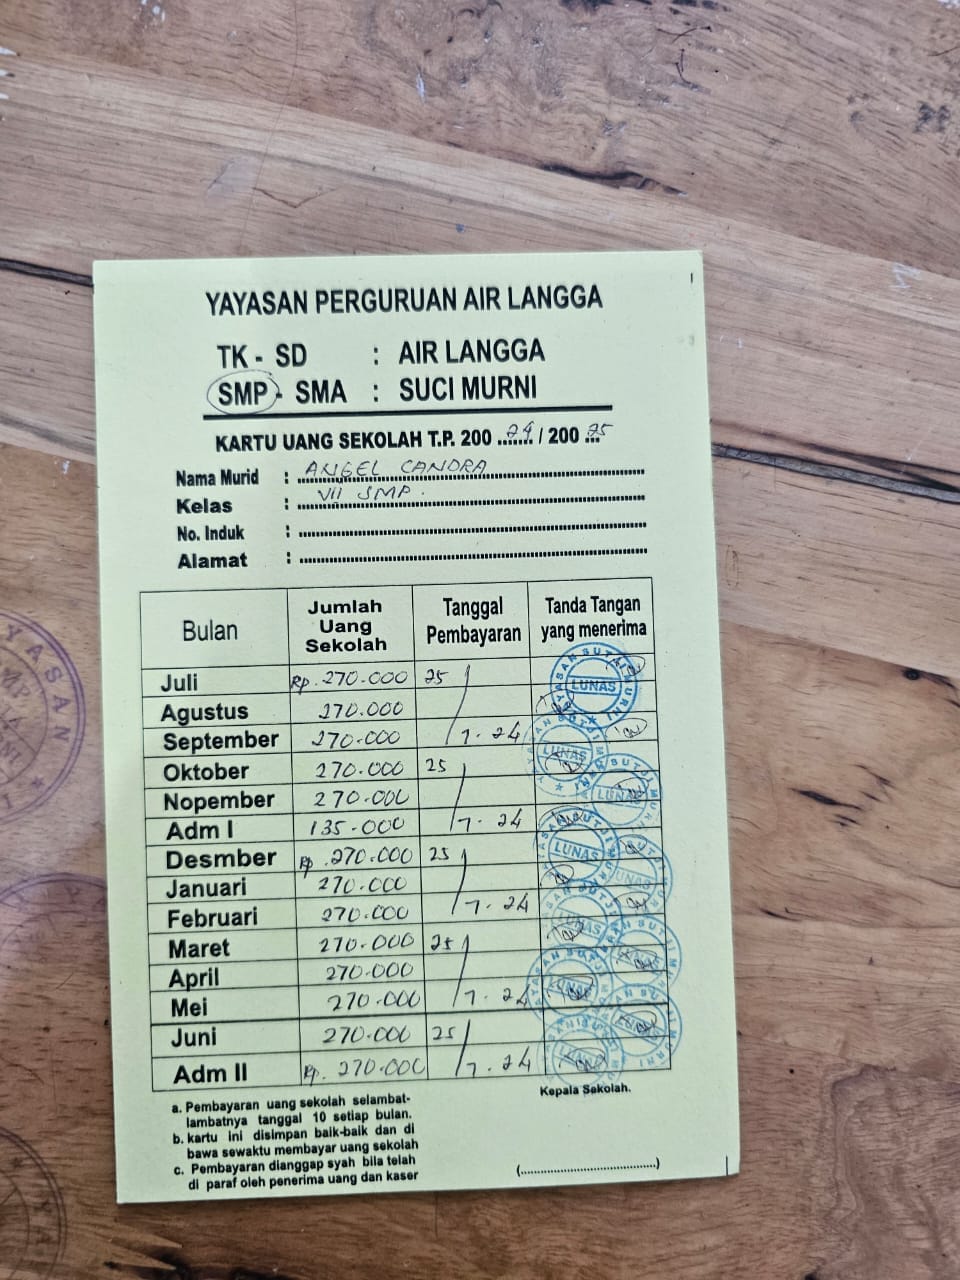 YAYASAN PERGURUAN AIR LANGGA
TK - SD : AIR LANGGA
SMP - SMA : SUCI MURNI
KARTU UANG SEKOLAH T.P. 200 24 / 200 25
Nama Murid : ANGEL CANDRA
Kelas : VII SMP.
No. Induk :
Alamat :
Bulan Jumlah Uang Sekolah Tanggal Pembayaran Tanda Tangan yang menerima
Juli Rp. 270.000 25
Agustus 270.000
September 270.000 / 7. 24
Oktober 270.000 25
Nopember 270.000
Adm I 135.000 / 7. 24
Desmber Rp. 270.000 25
Januari 270.000
Februari 270.000 / 7. 24
Maret 270.000 25
April 270.000
Mei 270.000 / 7. 24
Juni 270.000 25
Adm II Rp. 270.000 / 7. 24
LUNAS
LUNAS
LUNAS
LUNAS
LUNAS
a. Pembayaran uang sekolah selambat-
lambatnya tanggal 10 setiap bulan.
b. kartu ini disimpan baik-baik dan di
bawa sewaktu membayar uang sekolah
c. Pembayaran dianggap syah bila telah
di paraf oleh penerima uang dan kaser
Kepala Sekolah.
(....................................)
YASAN